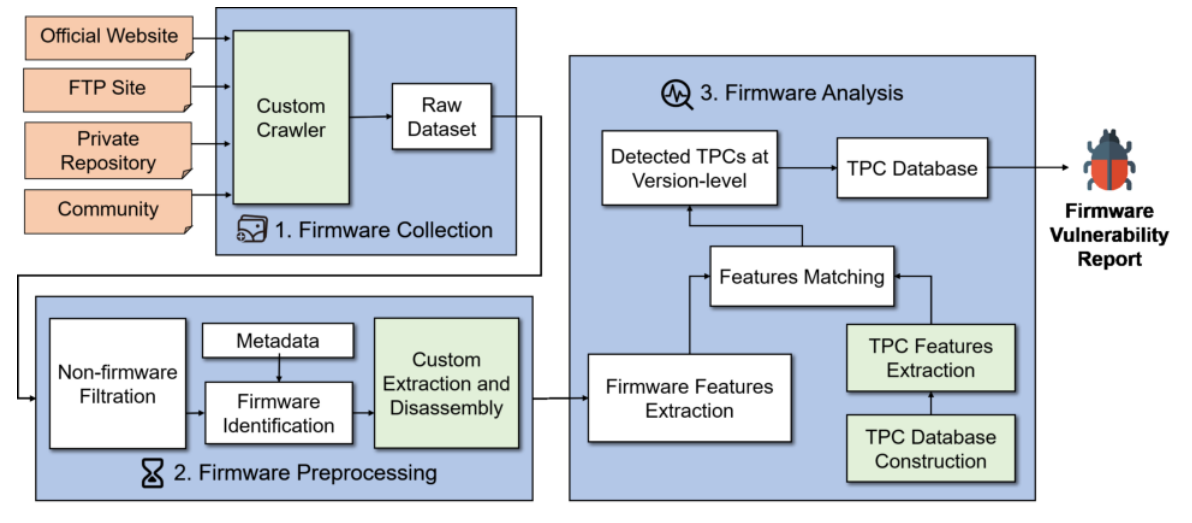 Official Website
FTP Site
Private
Repository
Community
Custom
Crawler
Raw
Dataset
1. Firmware Collection
Non-firmware
Filtration
Metadata
Firmware
Identification
Custom
Extraction and
Disassembly
2. Firmware Preprocessing
3. Firmware Analysis
Detected TPCs at
Version-level
TPC Database
Features Matching
Firmware Features
Extraction
TPC Features
Extraction
TPC Database
Construction
Firmware
Vulnerability
Report